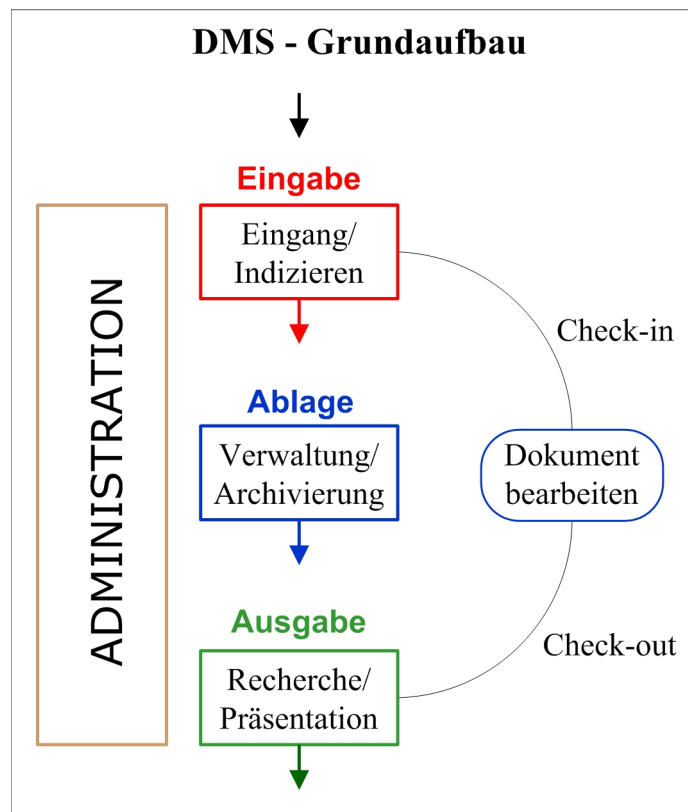 DMS - Grundaufbau
Eingabe
Eingang/
Indizieren
Check-in
ADMINISTRATION
Ablage
Verwaltung/
Archivierung
Dokument
bearbeiten
Ausgabe
Recherche/
Präsentation
Check-out